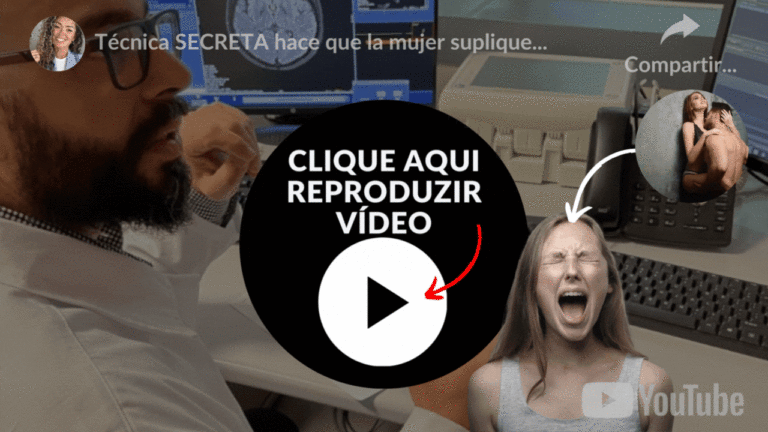 Técnica SECRETA hace que la mujer suplique...
Compartir...
CLIQUE AQUI
REPRODUZIR
VÍDEO
YouTube